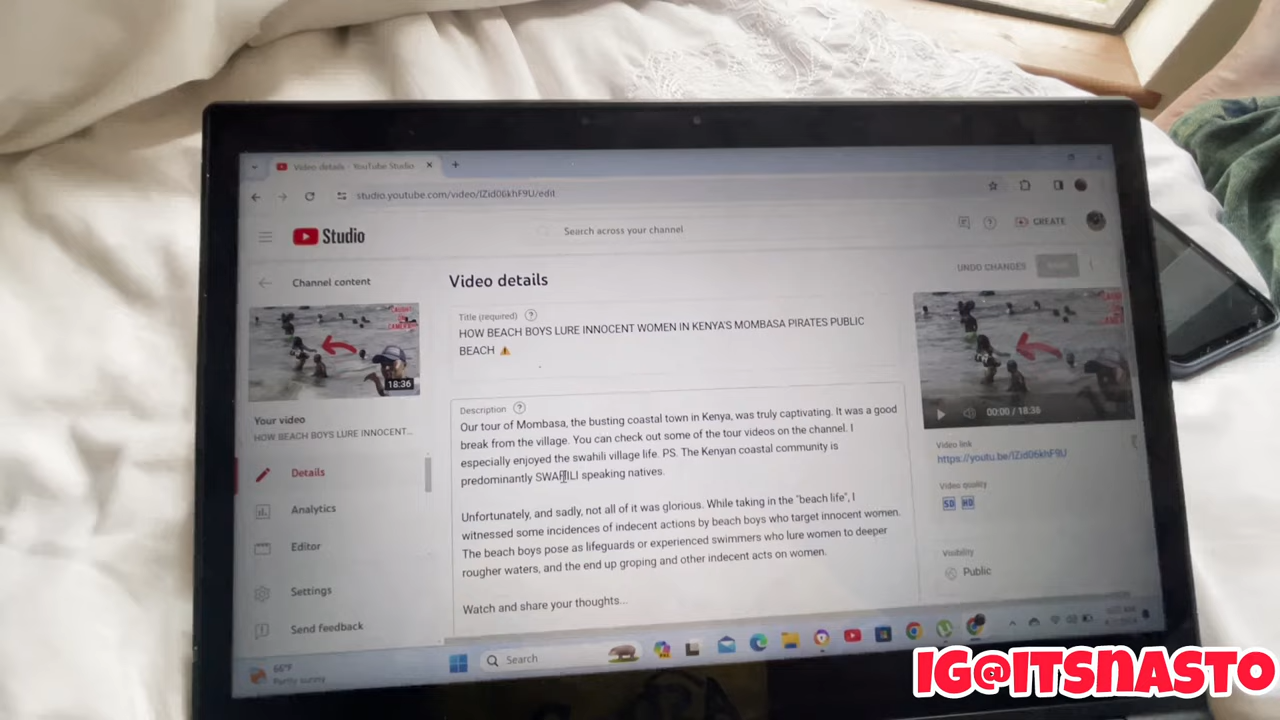 Video details - YouTube Studio
studio.youtube.com/video/lZid06khF9U/edit
Studio
Search across your channel
CREATE
Channel content
Video details
UNDO CHANGES
Title (required)
HOW BEACH BOYS LURE INNOCENT WOMEN IN KENYA'S MOMBASA PIRATES PUBLIC
BEACH
18:36
00:00 / 18:36
Your video
HOW BEACH BOYS LURE INNOCENT...
Details
Analytics
Editor
Settings
Send feedback
Description
Our tour of Mombasa, the busting coastal town in Kenya, was truly captivating. It was a good
break from the village. You can check out some of the tour videos on the channel. I
especially enjoyed the swahili village life. PS. The Kenyan coastal community is
predominantly SWAHILI speaking natives.
Unfortunately, and sadly, not all of it was glorious. While taking in the "beach life", I
witnessed some incidences of indecent actions by beach boys who target innocent women.
The beach boys pose as lifeguards or experienced swimmers who lure women to deeper
rougher waters, and the end up groping and other indecent acts on women.
Watch and share your thoughts...
Video link
https://youtu.be/lZid06khF9U
Video quality
SD HD
Visibility
Public
66°F
Partly sunny
Search
IG@ITSNASTO